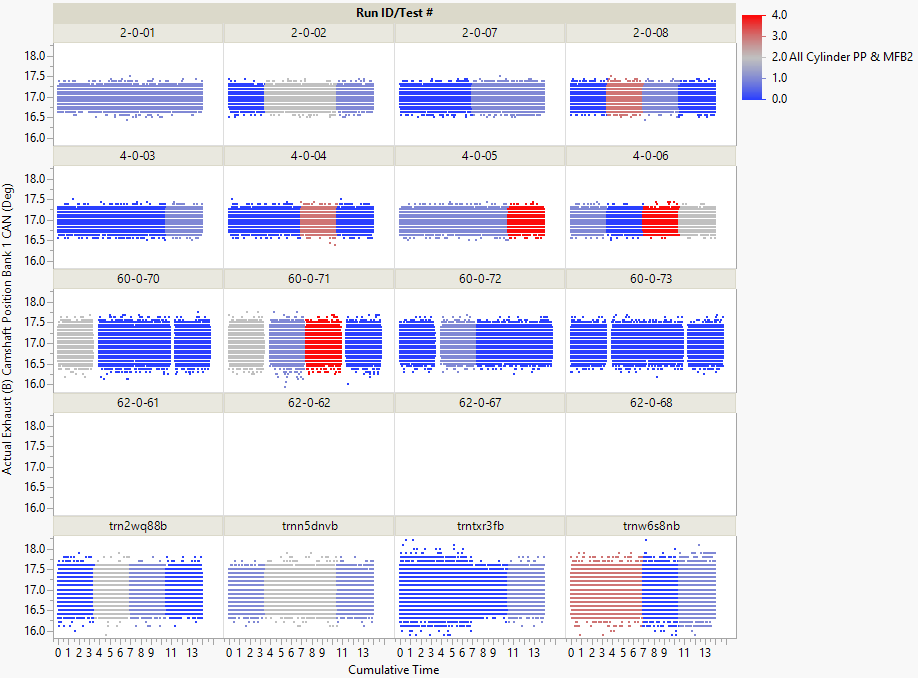 Run ID/Test #
2-0-01 2-0-02 2-0-07 2-0-08
18.0
17.5
17.0
16.5
16.0
4-0-03 4-0-04 4-0-05 4-0-06
18.0
17.5
17.0
16.5
16.0
60-0-70 60-0-71 60-0-72 60-0-73
18.0
17.5
17.0
16.5
16.0
62-0-61 62-0-62 62-0-67 62-0-68
18.0
17.5
17.0
16.5
16.0
trn2wq88b trnn5dnvb trntxr3fb trnw6s8nb
18.0
17.5
17.0
16.5
16.0
0 1 2 3 4 5 6 7 8 9 11 13 0 1 2 3 4 5 6 7 8 9 11 13 0 1 2 3 4 5 6 7 8 9 11 13 0 1 2 3 4 5 6 7 8 9 11 13
Cumulative Time
Actual Exhaust (B) Camshaft Position Bank 1 CAN (Deg)
4.0
3.0
2.0 All Cylinder PP & MFB2
1.0
0.0